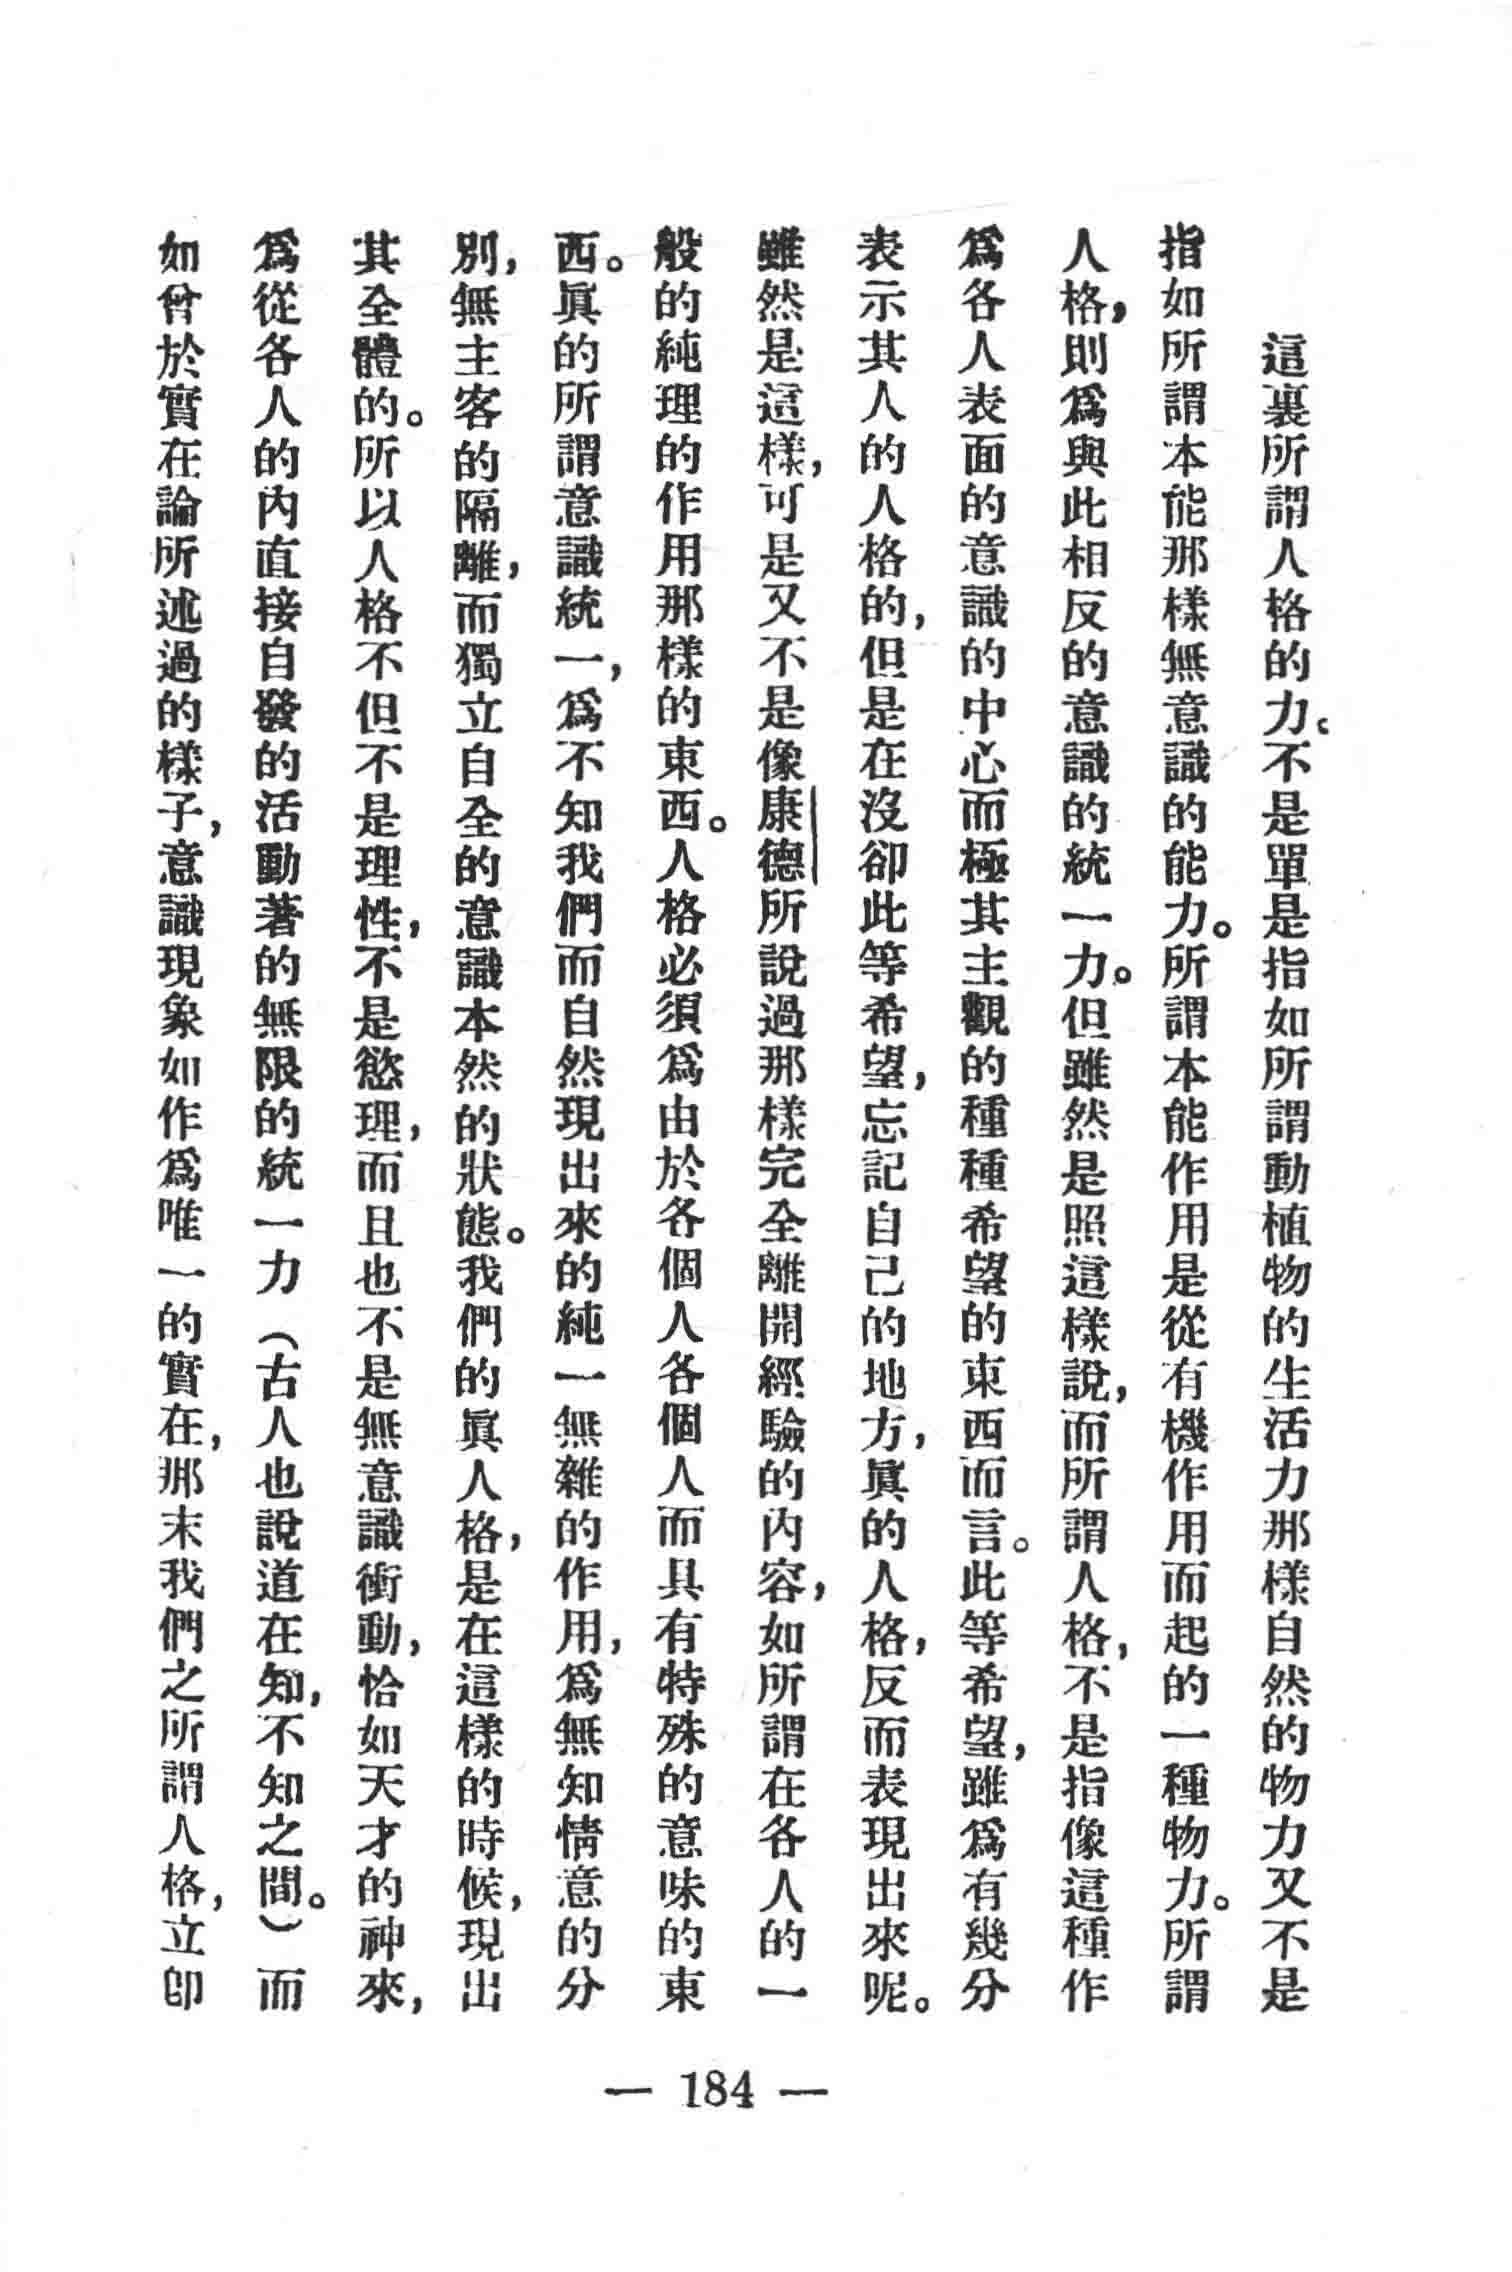 這裏所謂人格的力。不是單是指如所謂動植物的生活力那樣自然的物力又不是
指如所謂本能那樣無意識的能力。所謂本能作用是從有機作用而起的一種物力。所謂
人格，則爲與此相反的意識的統一力。但雖然是照這樣說，而所謂人格，不是指像這種作
爲各人表面的意識的中心而極其主觀的種種希望的東西而言。此等希望，雖爲有幾分
表示其人的人格的，但是在沒卻此等希望，忘記自己的地方，眞的人格，反而表現出來呢。
雖然是這樣，可是又不是像康德所說過那樣完全離開經驗的內容，如所謂在各人的一
般的純理的作用那樣的東西。人格必須爲由於各個人各個人而具有特殊的意味的東
西。眞的所謂意識統一，爲不知我們而自然現出來的純一無雜的作用，爲無知情意的分
別，無主客的隔離，而獨立自全的意識本然的狀態。我們的眞人格，是在這樣的時候，現出
其全體的。所以人格不但不是理性，不是慾理，而且也不是無意識衝動，恰如天才的神來，
爲從各人的內直接自發的活動著的無限的統一力（古人也說道在知，不知之間。）而
如曾於實在論所述過的樣子，意識現象如作爲唯一的實在，那末我們之所謂人格，立卽
— 184 —